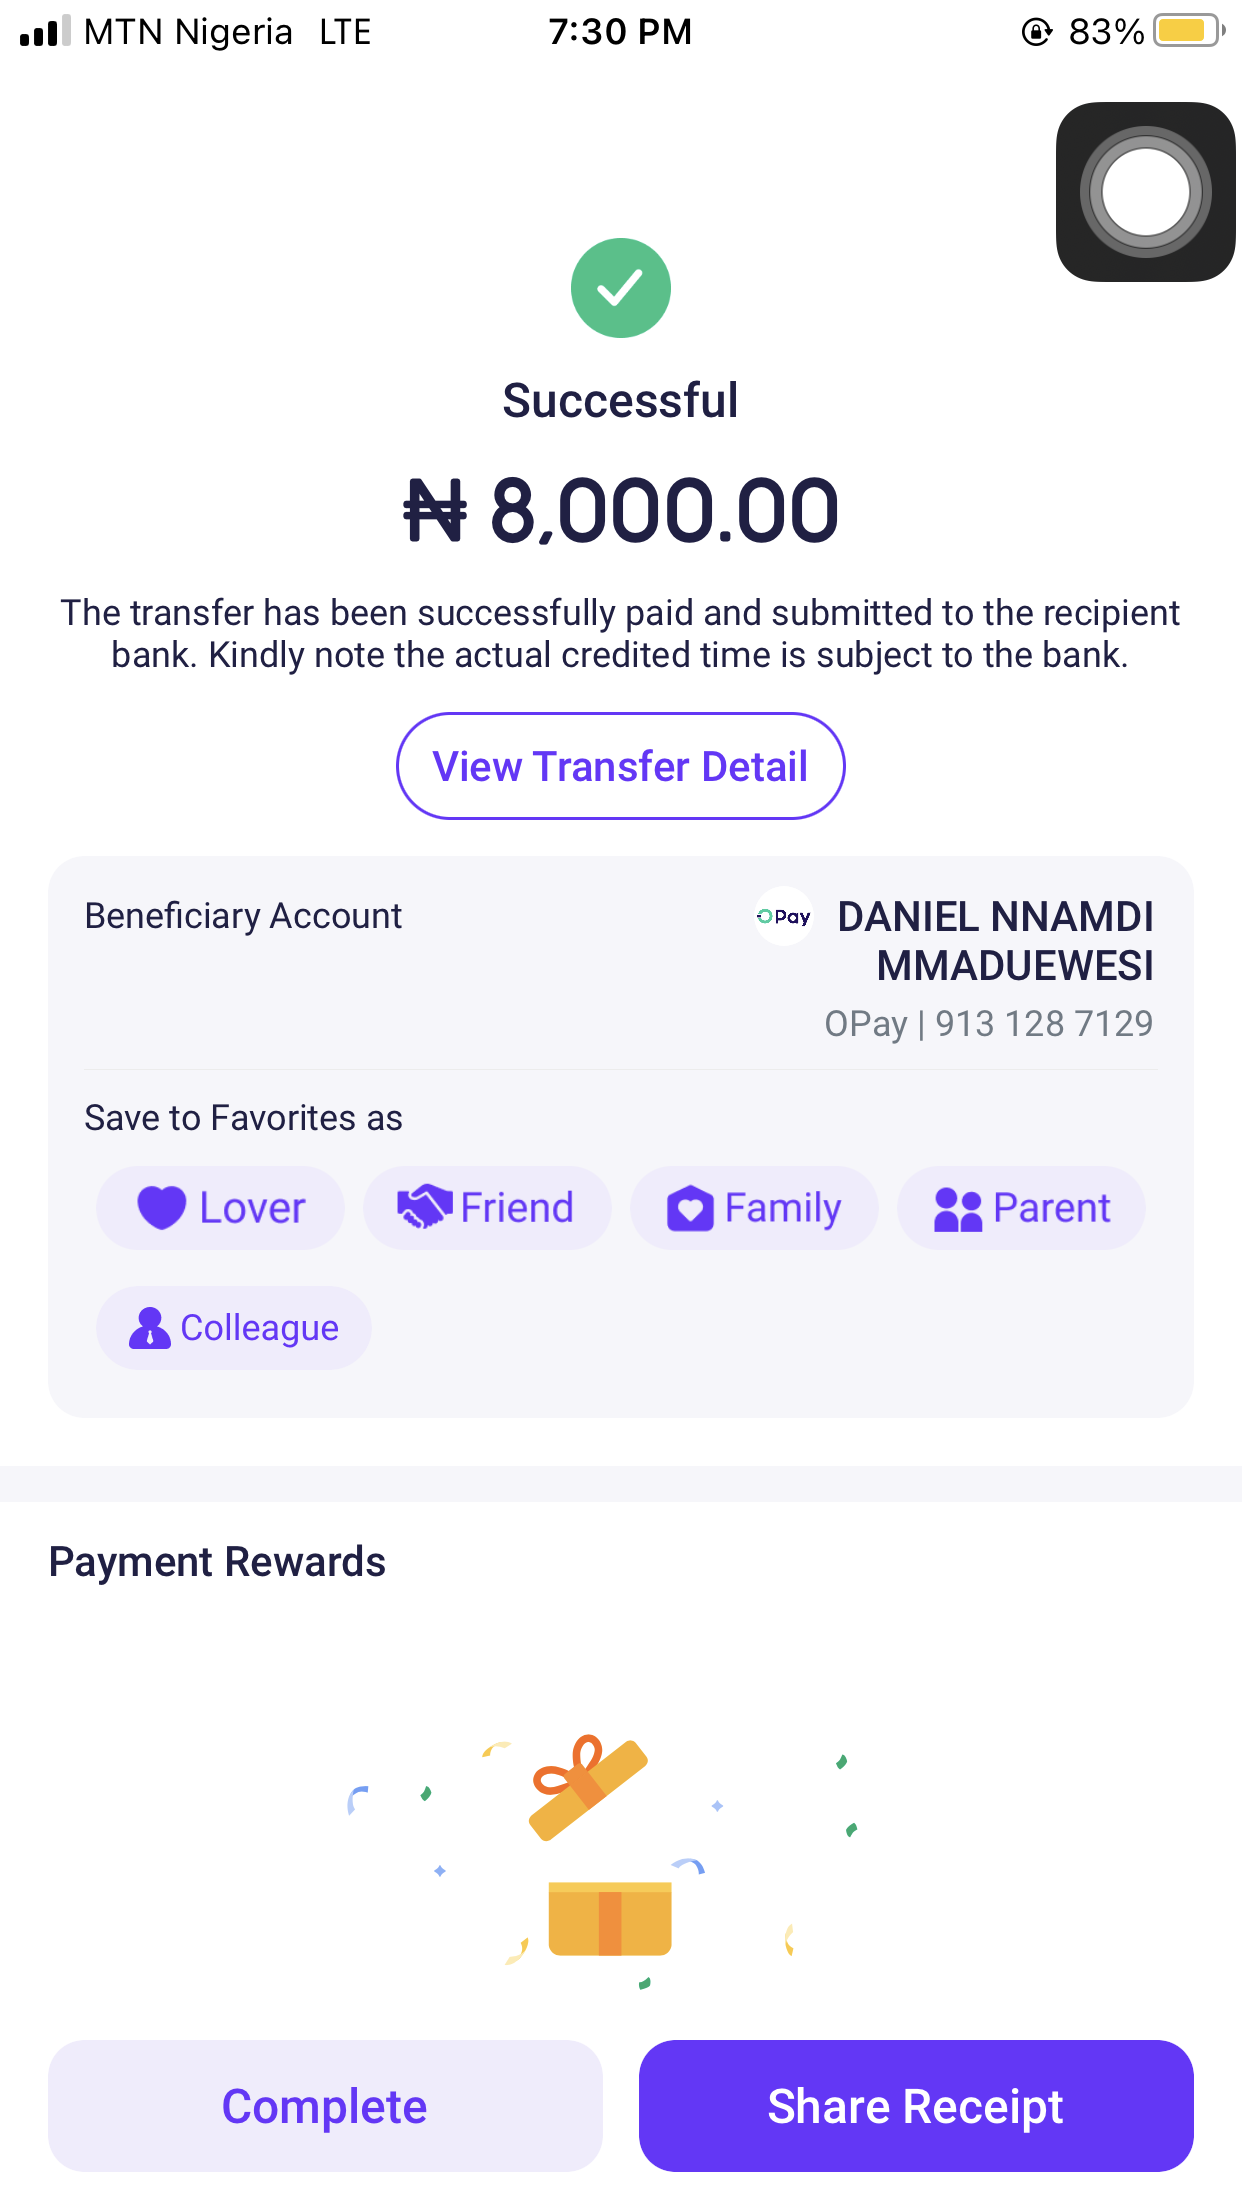 MTN Nigeria LTE 7:30 PM 83%
Successful
₦ 8,000.00
The transfer has been successfully paid and submitted to the recipient
bank. Kindly note the actual credited time is subject to the bank.
View Transfer Detail
Beneficiary Account OPay DANIEL NNAMDI
MMADUEWESI
OPay | 913 128 7129
Save to Favorites as
Lover Friend Family Parent
Colleague
Payment Rewards
Complete Share Receipt